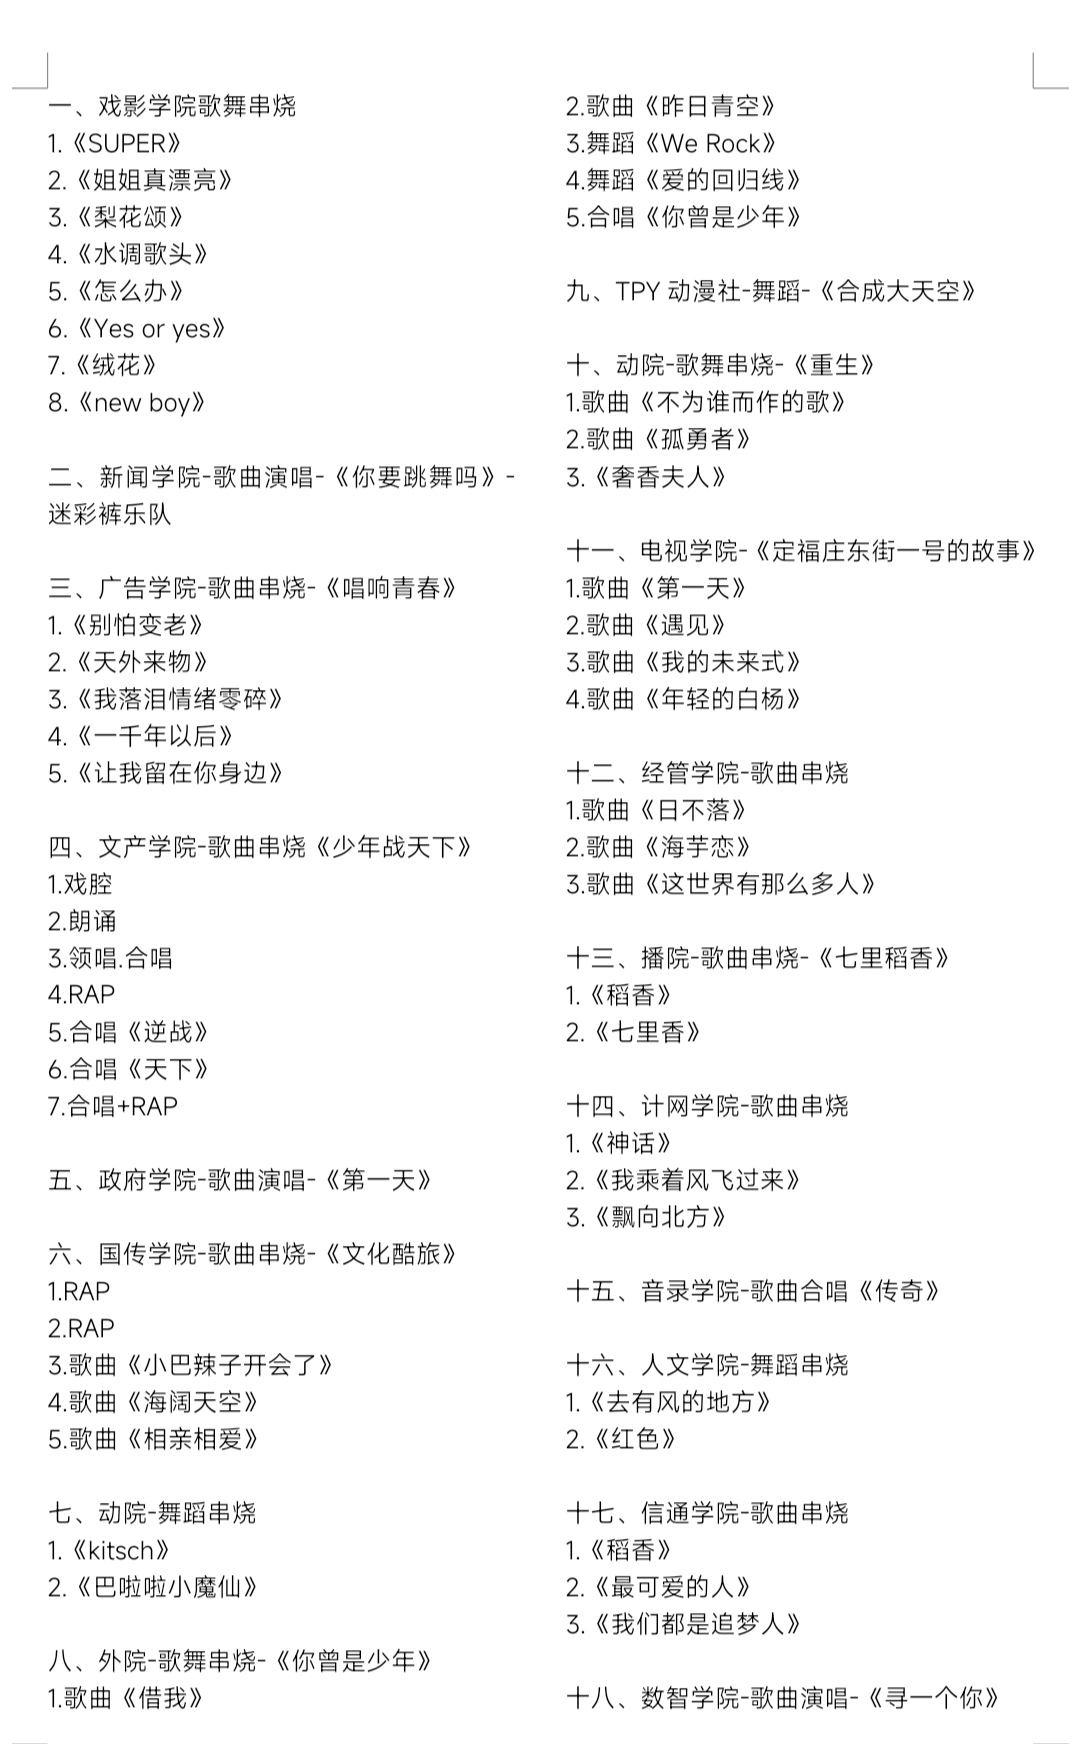 一、戏影学院歌舞串烧
1.《SUPER》
2.《姐姐真漂亮》
3.《梨花颂》
4.《水调歌头》
5.《怎么办》
6.《Yes or yes》
7.《绒花》
8.《new boy》
二、新闻学院-歌曲演唱-《你要跳舞吗》-
迷彩裤乐队
三、广告学院-歌曲串烧-《唱响青春》
1.《别怕变老》
2.《天外来物》
3.《我落泪情绪零碎》
4.《一千年以后》
5.《让我留在你身边》
四、文产学院-歌曲串烧《少年战天下》
1.戏腔
2.朗诵
3.领唱.合唱
4.RAP
5.合唱《逆战》
6.合唱《天下》
7.合唱+RAP
五、政府学院-歌曲演唱-《第一天》
六、国传学院-歌曲串烧-《文化酷旅》
1.RAP
2.RAP
3.歌曲《小巴辣子开会了》
4.歌曲《海阔天空》
5.歌曲《相亲相爱》
七、动院-舞蹈串烧
1.《kitsch》
2.《巴啦啦小魔仙》
八、外院-歌舞串烧-《你曾是少年》
1.歌曲《借我》
2.歌曲《昨日青空》
3.舞蹈《We Rock》
4.舞蹈《爱的回归线》
5.合唱《你曾是少年》
九、TPY 动漫社-舞蹈-《合成大天空》
十、动院-歌舞串烧-《重生》
1.歌曲《不为谁而作的歌》
2.歌曲《孤勇者》
3.《奢香夫人》
十一、电视学院-《定福庄东街一号的故事》
1.歌曲《第一天》
2.歌曲《遇见》
3.歌曲《我的未来式》
4.歌曲《年轻的白杨》
十二、经管学院-歌曲串烧
1.歌曲《日不落》
2.歌曲《海芋恋》
3.歌曲《这世界有那么多人》
十三、播院-歌曲串烧-《七里稻香》
1.《稻香》
2.《七里香》
十四、计网学院-歌曲串烧
1.《神话》
2.《我乘着风飞过来》
3.《飘向北方》
十五、音录学院-歌曲合唱《传奇》
十六、人文学院-舞蹈串烧
1.《去有风的地方》
2.《红色》
十七、信通学院-歌曲串烧
1.《稻香》
2.《最可爱的人》
3.《我们都是追梦人》
十八、数智学院-歌曲演唱-《寻一个你》